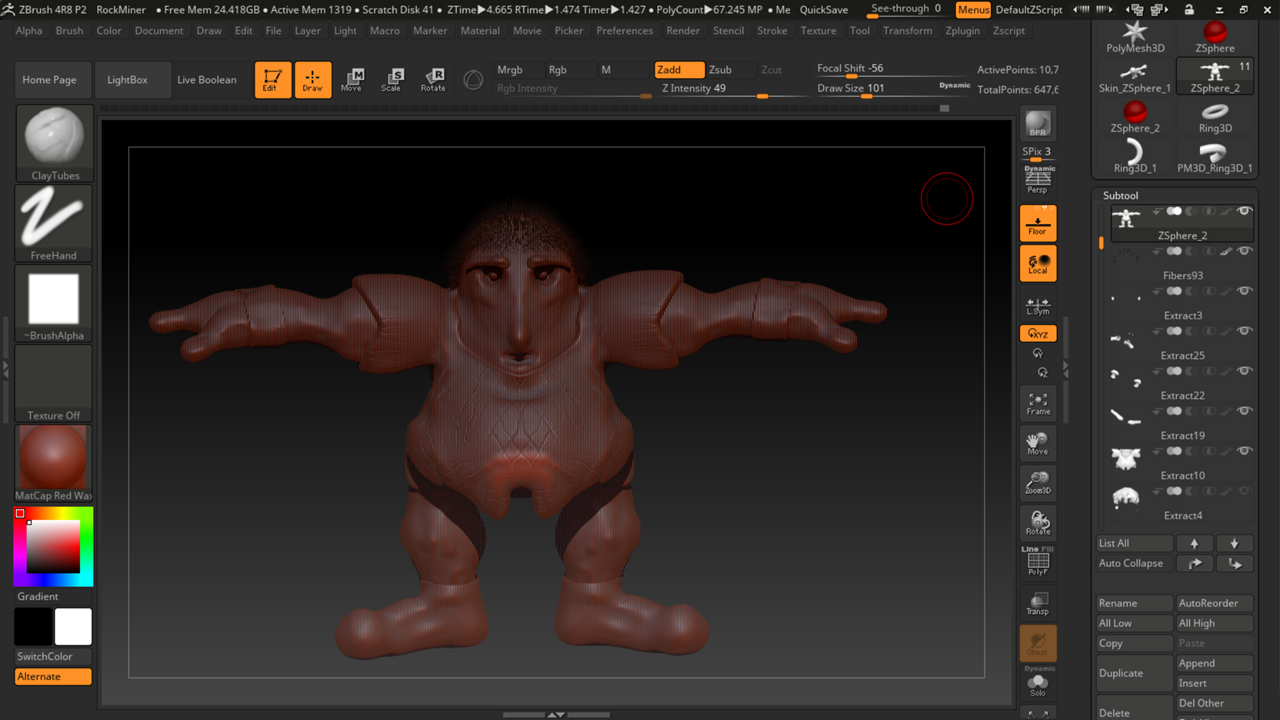 ZBrush 4R8 P2 RockMiner • Free Mem 24.418GB • Active Mem 1319 • Scratch Disk 41 • ZTime▶4.665 RTime▶1.474 Timer▶1.427 • PolyCount▶67.245 MP • Me QuickSave See-through 0 Menus DefaultZScript
Alpha Brush Color Document Draw Edit File Layer Light Macro Marker Material Movie Picker Preferences Render Stencil Stroke Texture Tool Transform Zplugin Zscript
Home Page LightBox Live Boolean Edit Draw Move Scale Rotate
M S R
Mrgb Rgb M Zadd Zsub Zcut Focal Shift -56 ActivePoints: 10,7
Rgb Intensity Z Intensity 49 Draw Size 101 Dynamic TotalPoints: 647,6
ClayTubes
FreeHand
~BrushAlpha
Texture Off
MatCap Red Wax
Gradient
SwitchColor
Alternate
BPR
SPix 3
Dynamic
Persp
Floor
Local
L.Sym
XYZ
Y
Z
Frame
Move
Zoom3D
Rotate
Line Fill
PolyF
Transp
Ghost
Dynamic
Solo
PolyMesh3D ZSphere
11
Skin_ZSphere_1 ZSphere_2
ZSphere_2 Ring3D
Ring3D_1 PM3D_Ring3D_1
Subtool
ZSphere_2
Fibers93
Extract3
Extract25
Extract22
Extract19
Extract10
Extract4
List All
Auto Collapse
Rename AutoReorder
All Low All High
Copy Paste
Duplicate Append
Insert
Delete Del Other